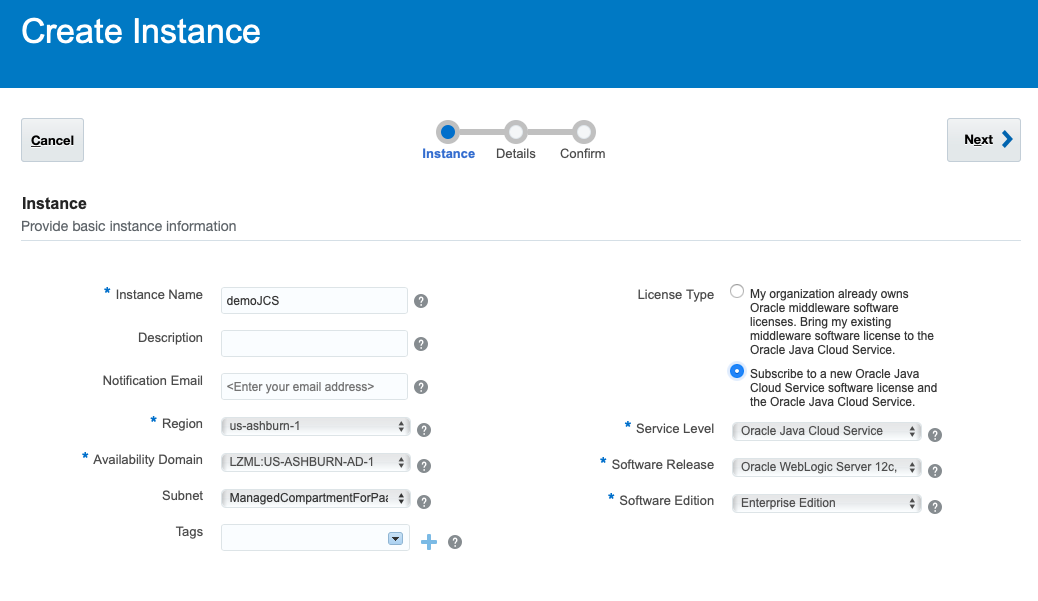 Create Instance
Cancel
Instance
Details
Confirm
Next
Instance
Provide basic instance information
* Instance Name
demoJCS
?
Description
?
Notification Email
<Enter your email address>
?
* Region
us-ashburn-1
?
* Availability Domain
LZML:US-ASHBURN-AD-1
?
Subnet
ManagedCompartmentForPaa
?
Tags
?
License Type
My organization already owns
Oracle middleware software
licenses. Bring my existing
middleware software license to the
Oracle Java Cloud Service.
Subscribe to a new Oracle Java
Cloud Service software license and
the Oracle Java Cloud Service.
* Service Level
Oracle Java Cloud Service
?
* Software Release
Oracle WebLogic Server 12c,
?
* Software Edition
Enterprise Edition
?